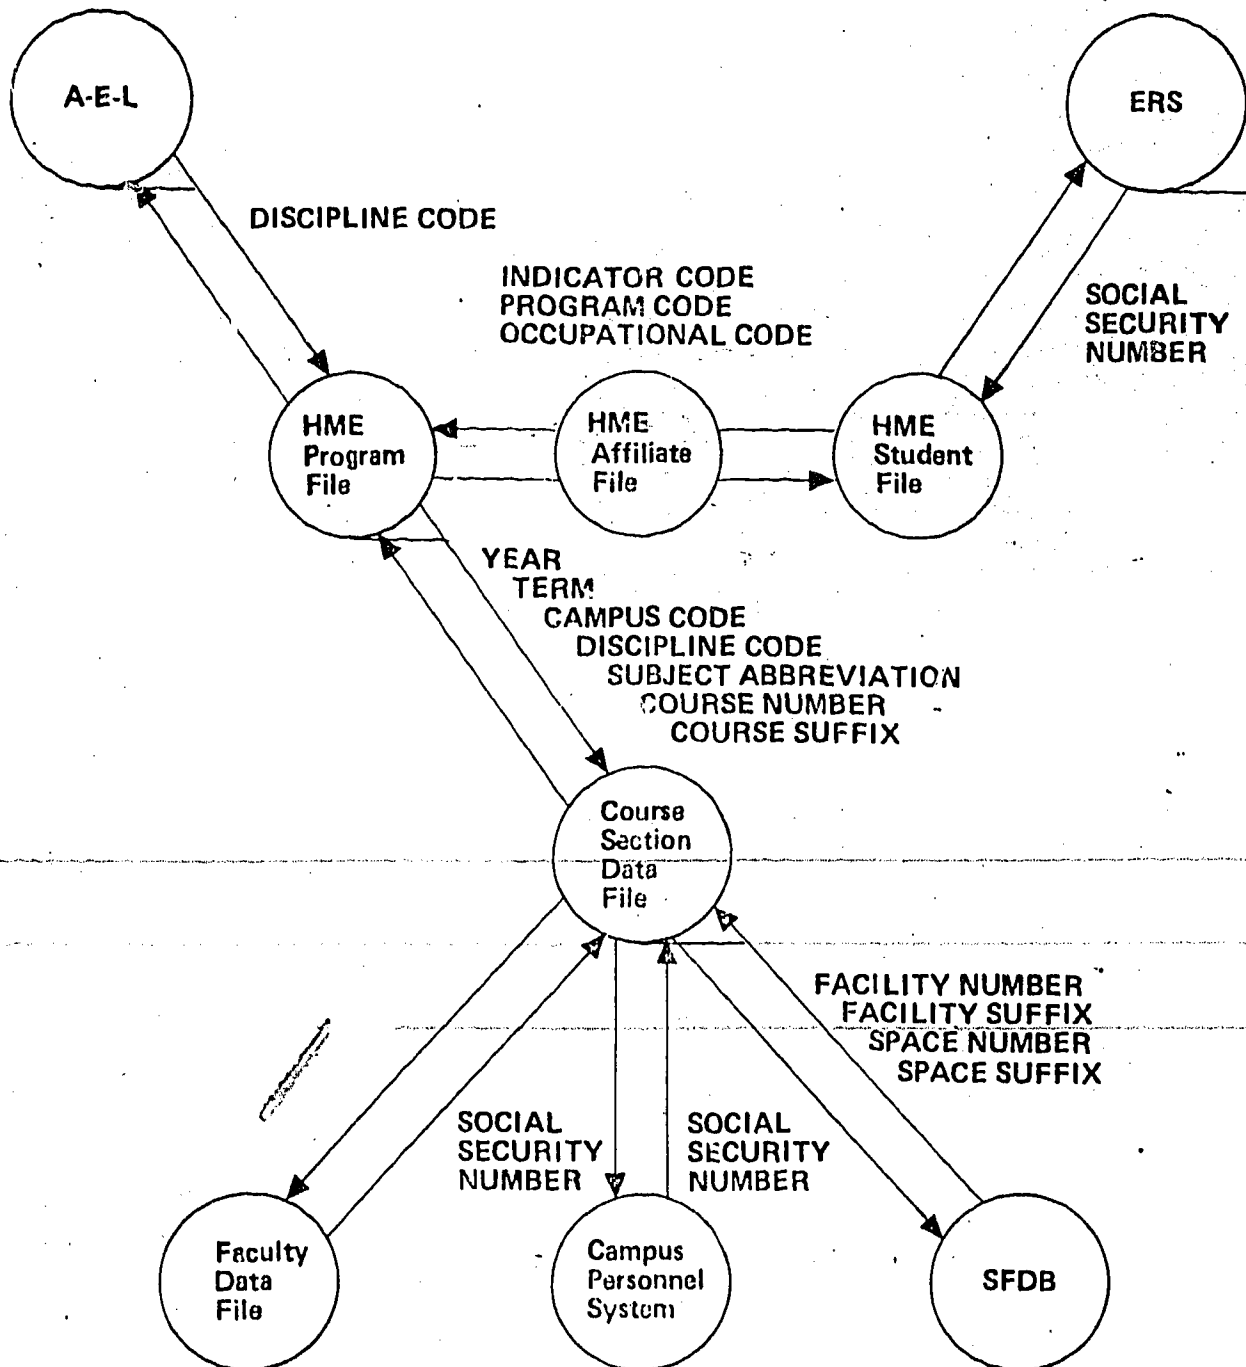 A-E-L
ERS
DISCIPLINE CODE
INDICATOR CODE
PROGRAM CODE
OCCUPATIONAL CODE
SOCIAL
SECURITY
NUMBER
HME
Program
File
HME
Affiliate
File
HME
Student
File
YEAR
TERM
CAMPUS CODE
DISCIPLINE CODE
SUBJECT ABBREVIATION
COURSE NUMBER
COURSE SUFFIX
Course
Section
Data
File
FACILITY NUMBER
FACILITY SUFFIX
SPACE NUMBER
SPACE SUFFIX
SOCIAL
SECURITY
NUMBER
SOCIAL
SECURITY
NUMBER
Faculty
Data
File
Campus
Personnel
System
SFDB